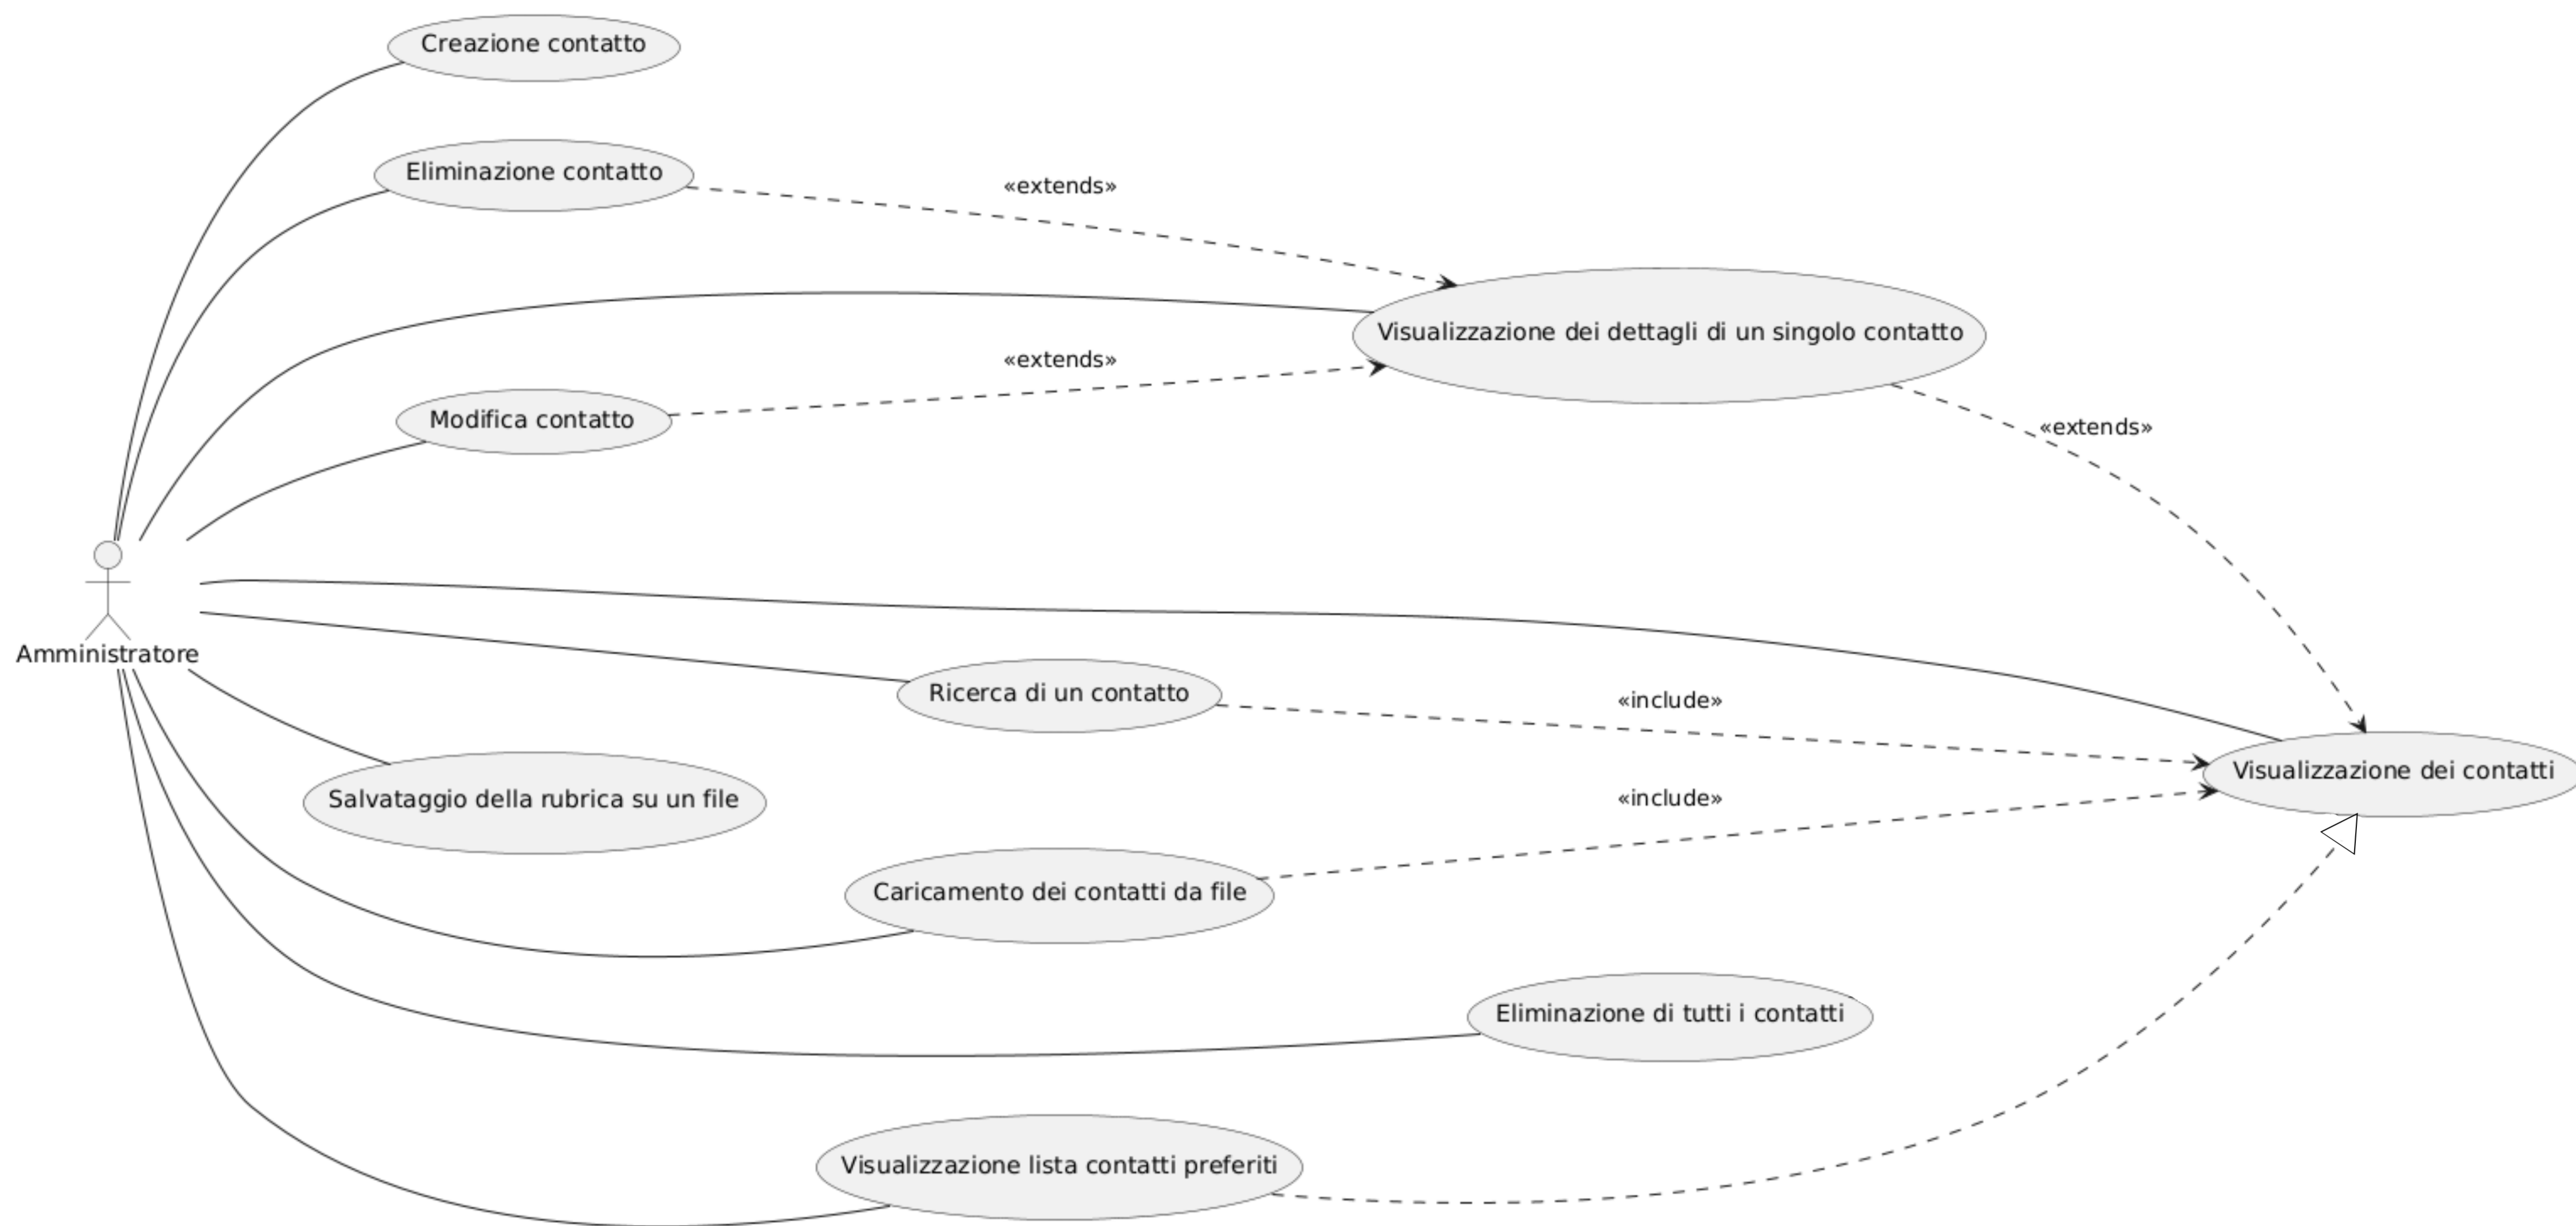 Creazione contatto
Eliminazione contatto
«extends»
Visualizzazione dei dettagli di un singolo contatto
«extends»
Modifica contatto
«extends»
Amministratore
Ricerca di un contatto
«include»
Visualizzazione dei contatti
Salvataggio della rubrica su un file
«include»
Caricamento dei contatti da file
Eliminazione di tutti i contatti
Visualizzazione lista contatti preferiti